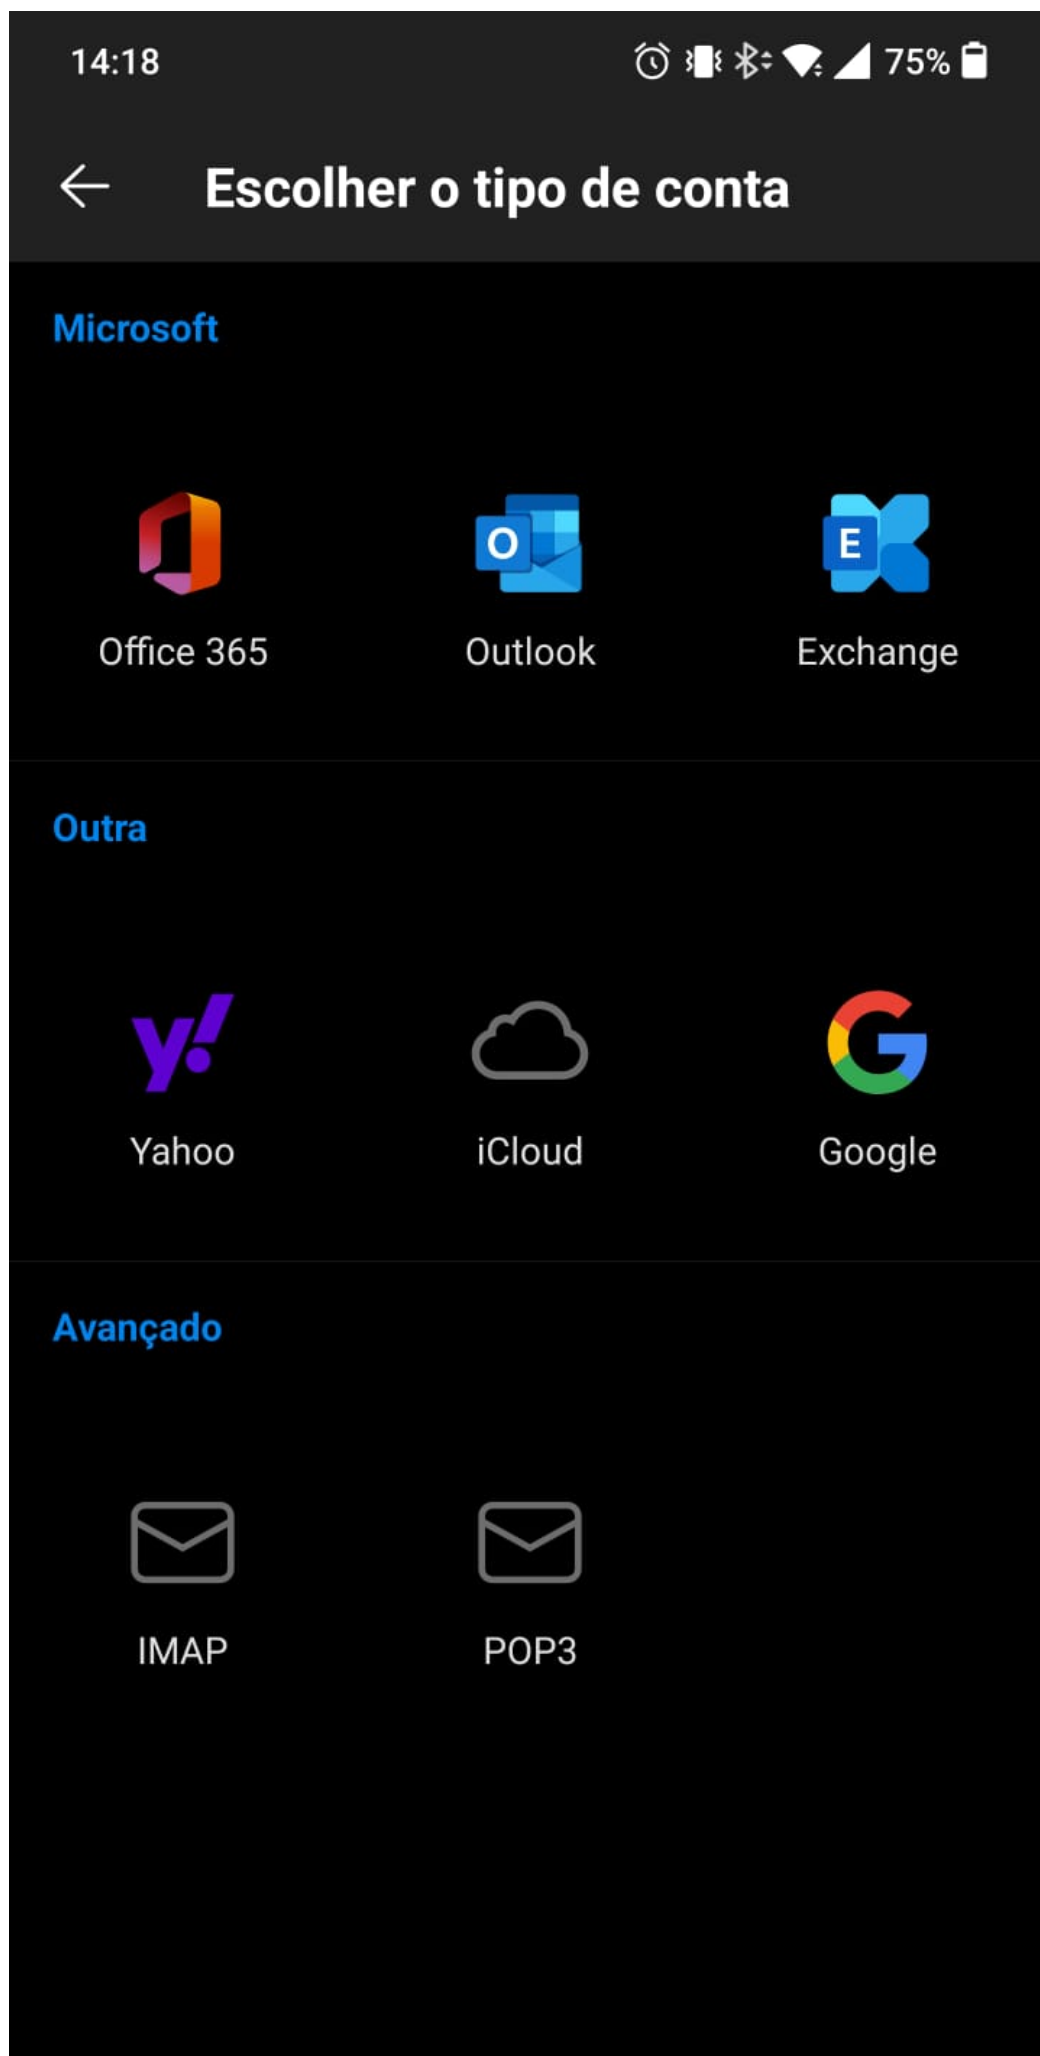 14:18 75%
Escolher o tipo de conta
Microsoft
O E
Office 365 Outlook Exchange
Outra
y!
G
Yahoo iCloud Google
Avançado
IMAP POP3